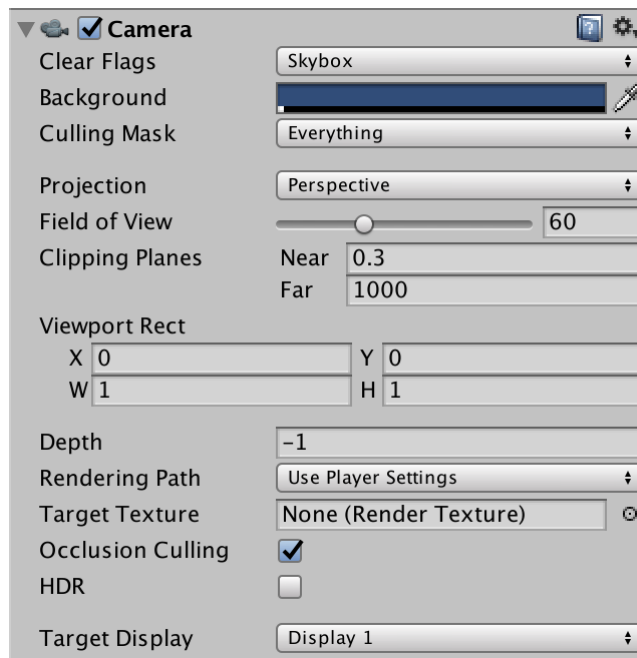 Camera
Clear Flags Skybox
Background
Culling Mask Everything
Projection Perspective
Field of View 60
Clipping Planes Near 0.3
Far 1000
Viewport Rect
X 0 Y 0
W 1 H 1
Depth -1
Rendering Path Use Player Settings
Target Texture None (Render Texture)
Occlusion Culling
HDR
Target Display Display 1